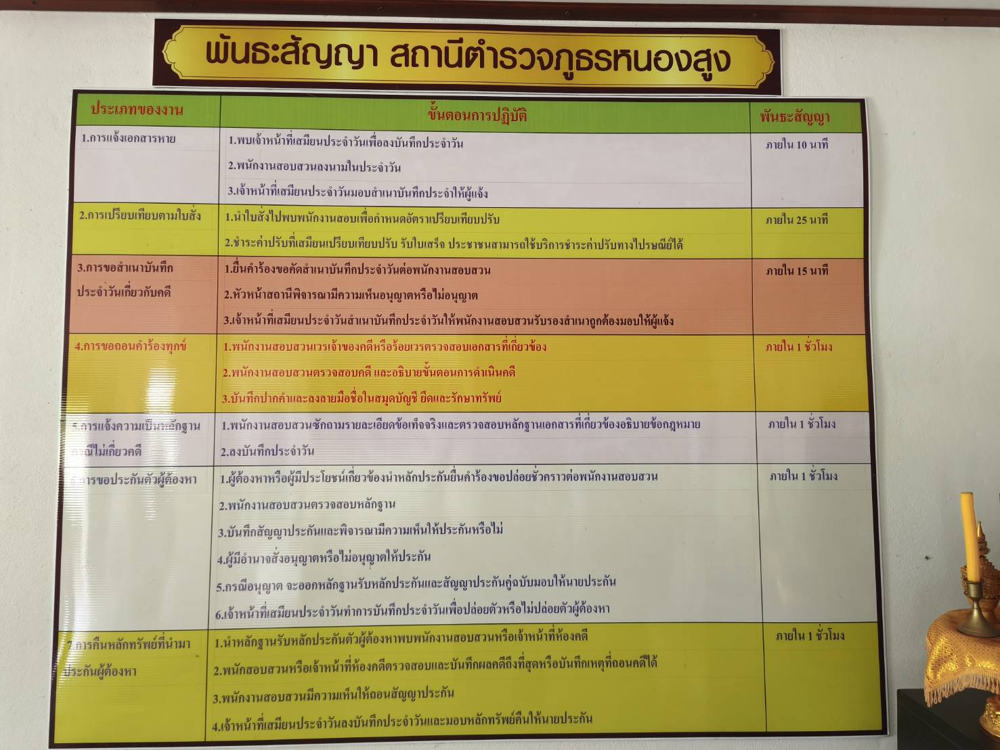 พันธะสัญญา สถานีตำรวจภูธรหนองสูง
ประเภทของงาน ขั้นตอนการปฏิบัติ พันธะสัญญา
1.การแจ้งเอกสารหาย 1.พบเจ้าหน้าที่เสมียนประจำวันเพื่อลงบันทึกประจำวัน ภายใน 10 นาที
2.พนักงานสอบสวนลงนามในประจำวัน
3.เจ้าหน้าที่เสมียนประจำวันมอบสำเนาบันทึกประจำให้ผู้แจ้ง
2.การเปรียบเทียบตามใบสั่ง 1.นำใบสั่งไปพบพนักงานสอบเพื่อกำหนดอัตราเปรียบเทียบปรับ ภายใน 25 นาที
2.ชำระค่าปรับที่เสมียนเปรียบเทียบปรับ รับใบเสร็จ ประชาชนสามารถใช้บริการชำระค่าปรับทางไปรษณีย์ได้
3.การขอสำเนาบันทึก 1.ยื่นคำร้องขอคัดสำเนาบันทึกประจำวันต่อพนักงานสอบสวน ภายใน 15 นาที
ประจำวันเกี่ยวกับคดี 2.หัวหน้าสถานีพิจารณามีความเห็นอนุญาตหรือไม่อนุญาต
3.เจ้าหน้าที่เสมียนประจำวันสำเนาบันทึกประจำวันให้พนักงานสอบสวนรับรองสำเนาถูกต้องมอบให้ผู้แจ้ง
4.การขอถอนคำร้องทุกข์ 1.พนักงานสอบสวนเวรเจ้าของคดีหรือร้อยเวรตรวจสอบเอกสารที่เกี่ยวข้อง ภายใน 1 ชั่วโมง
2.พนักงานสอบสวนตรวจสอบคดี และอธิบายขั้นตอนการดำเนินคดี
3.บันทึกปากคำและลงลายมือชื่อในสมุดบัญชี ยึดและรักษาทรัพย์
5.การแจ้งความเป็นหลักฐาน 1.พนักงานสอบสวนซักถามรายละเอียดข้อเท็จจริงและตรวจสอบหลักฐานเอกสารที่เกี่ยวข้องอธิบายข้อกฎหมาย ภายใน 1 ชั่วโมง
กรณีไม่เกี่ยวคดี 2.ลงบันทึกประจำวัน
6.การขอประกันตัวผู้ต้องหา 1.ผู้ต้องหาหรือผู้มีประโยชน์เกี่ยวข้องนำหลักประกันยื่นคำร้องขอปล่อยชั่วคราวต่อพนักงานสอบสวน ภายใน 1 ชั่วโมง
2.พนักงานสอบสวนตรวจสอบหลักฐาน
3.บันทึกสัญญาประกันและพิจารณามีความเห็นให้ประกันหรือไม่
4.ผู้มีอำนาจสั่งอนุญาตหรือไม่อนุญาตให้ประกัน
5.กรณีอนุญาต จะออกหลักฐานรับหลักประกันและสัญญาประกันคู่ฉบับมอบให้นายประกัน
6.เจ้าหน้าที่เสมียนประจำวันทำการบันทึกประจำวันเพื่อปล่อยตัวหรือไม่ปล่อยตัวผู้ต้องหา
7.การคืนหลักทรัพย์ที่นำมา 1.นำหลักฐานรับหลักประกันตัวผู้ต้องหาพบพนักงานสอบสวนหรือเจ้าหน้าที่ห้องคดี ภายใน 1 ชั่วโมง
ประกันผู้ต้องหา 2.พนักสอบสวนหรือเจ้าหน้าที่ห้องคดีตรวจสอบและบันทึกผลคดีถึงที่สุดหรือบันทึกเหตุที่ถอนคดีได้
3.พนักงานสอบสวนมีความเห็นให้ถอนสัญญาประกัน
4.เจ้าหน้าที่เสมียนประจำวันลงบันทึกประจำวันและมอบหลักทรัพย์คืนให้นายประกัน